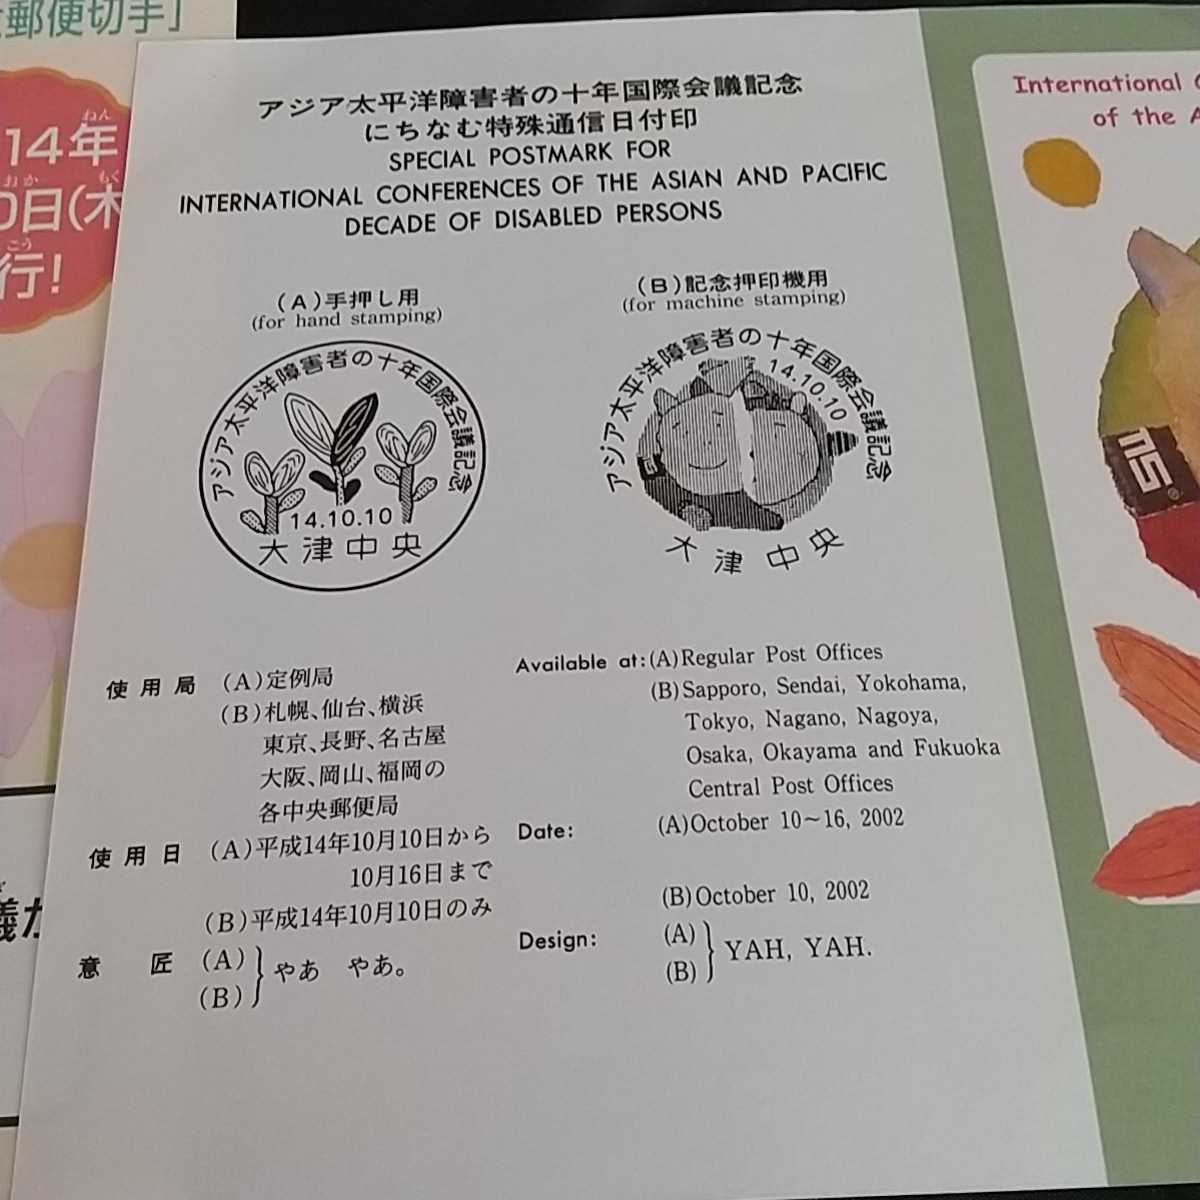 郵便切手」
14年
ねん
0日(木
おか
もく
行!
こう
アジア太平洋障害者の十年国際会議記念
にちなむ特殊通信日付印
SPECIAL POSTMARK FOR
INTERNATIONAL CONFERENCES OF THE ASIAN AND PACIFIC
DECADE OF DISABLED PERSONS
(A)手押し用
(for hand stamping)
アジア太平洋障害者の十年国際会議記念
14.10.10
大津中央
(B)記念押印機用
(for machine stamping)
アジア太平洋障害者の十年国際会議記念
14.10.10
大津中央
使用局 (A)定例局
(B)札幌、仙台、横浜
東京、長野、名古屋
大阪、岡山、福岡の
各中央郵便局
使用日 (A)平成14年10月10日から
10月16日まで
(B)平成14年10月10日のみ
意匠 (A)
(B)
やあ やあ。
Available at:(A)Regular Post Offices
(B)Sapporo, Sendai, Yokohama,
Tokyo, Nagano, Nagoya,
Osaka, Okayama and Fukuoka
Central Post Offices
Date: (A)October 10~16, 2002
(B)October 10, 2002
Design: (A)
(B)
YAH, YAH.
International
of the A